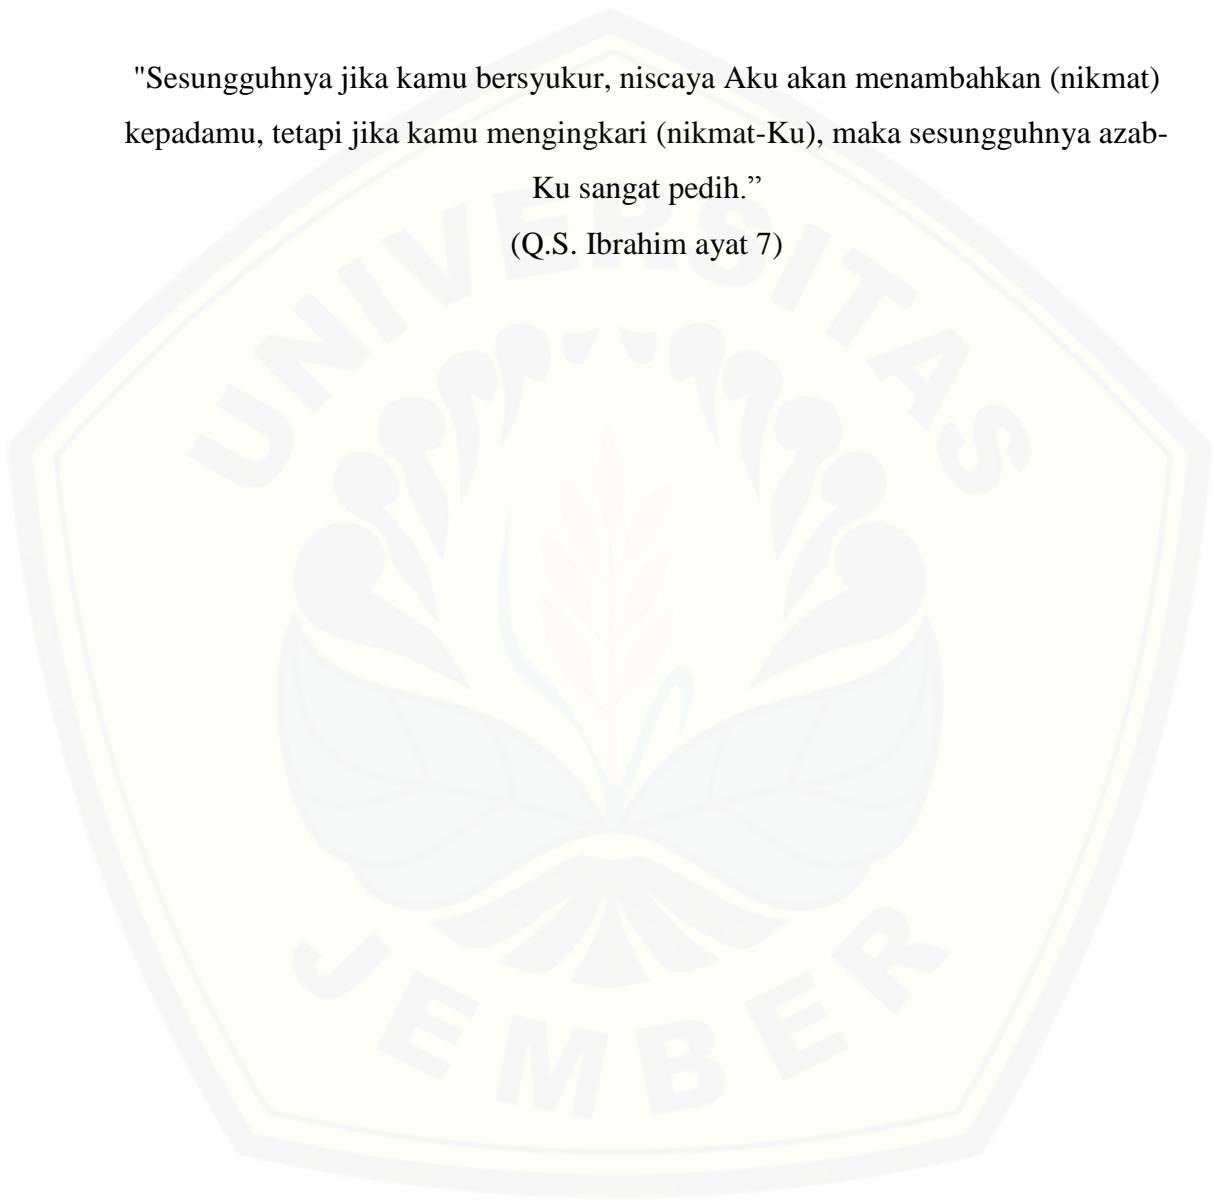 "Sesungguhnya jika kamu bersyukur, niscaya Aku akan menambahkan (nikmat)
kepadamu, tetapi jika kamu mengingkari (nikmat-Ku), maka sesungguhnya azab-
Ku sangat pedih.”
(Q.S. Ibrahim ayat 7)
UNIVERSITAS
JEMBER